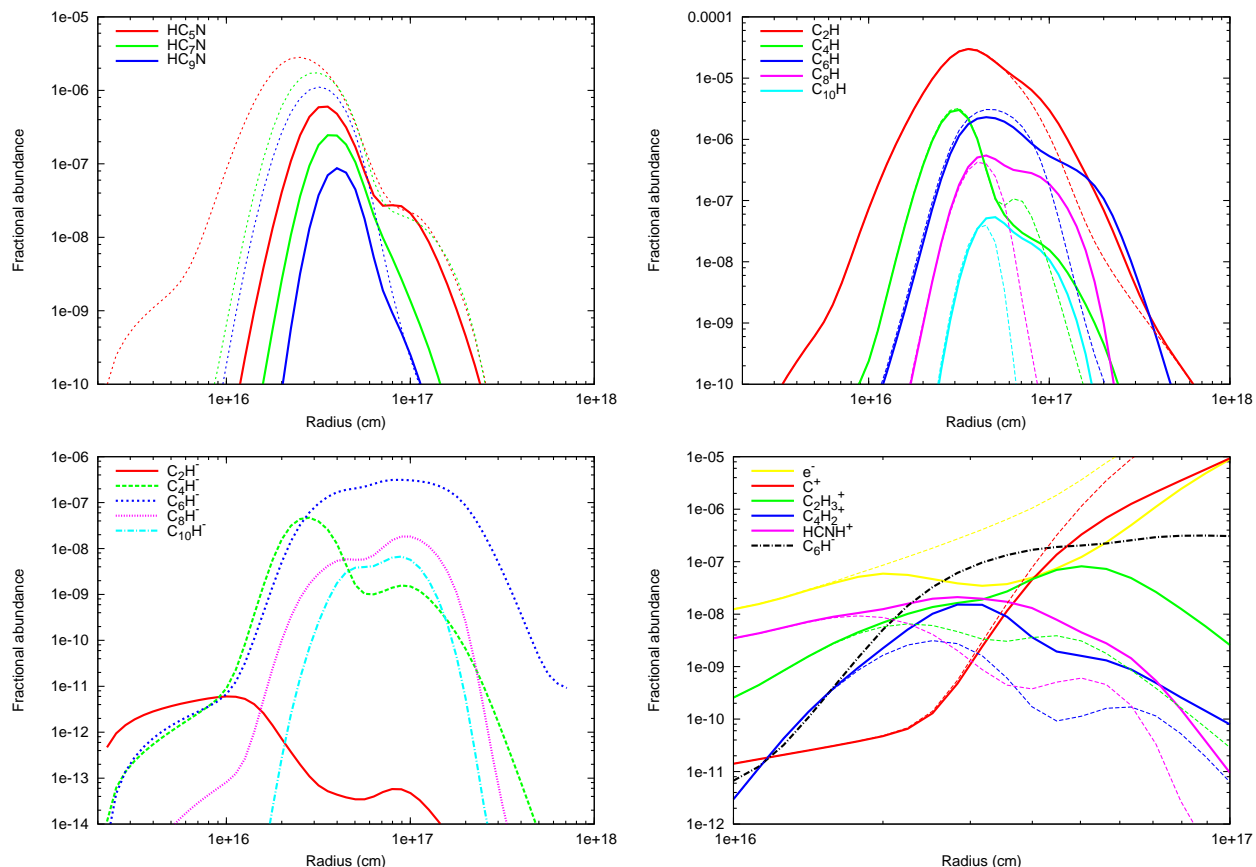 1e-05
1e-06
1e-07
1e-08
1e-09
1e-10
Fractional abundance
HC5N
HC7N
HC9N
1e+16
1e+17
1e+18
Radius (cm)
0.0001
1e-05
1e-06
1e-07
1e-08
1e-09
1e-10
Fractional abundance
C2H
C4H
C6H
C8H
C10H
1e+16
1e+17
1e+18
Radius (cm)
1e-06
1e-07
1e-08
1e-09
1e-10
1e-11
1e-12
1e-13
1e-14
Fractional abundance
C2H-
C4H-
C6H-
C8H-
C10H-
1e+16
1e+17
1e+18
Radius (cm)
1e-05
1e-06
1e-07
1e-08
1e-09
1e-10
1e-11
1e-12
Fractional abundance
e-
C+
C2H3+
C4H2+
HCNH+
C6H-
1e+16
1e+17
Radius (cm)